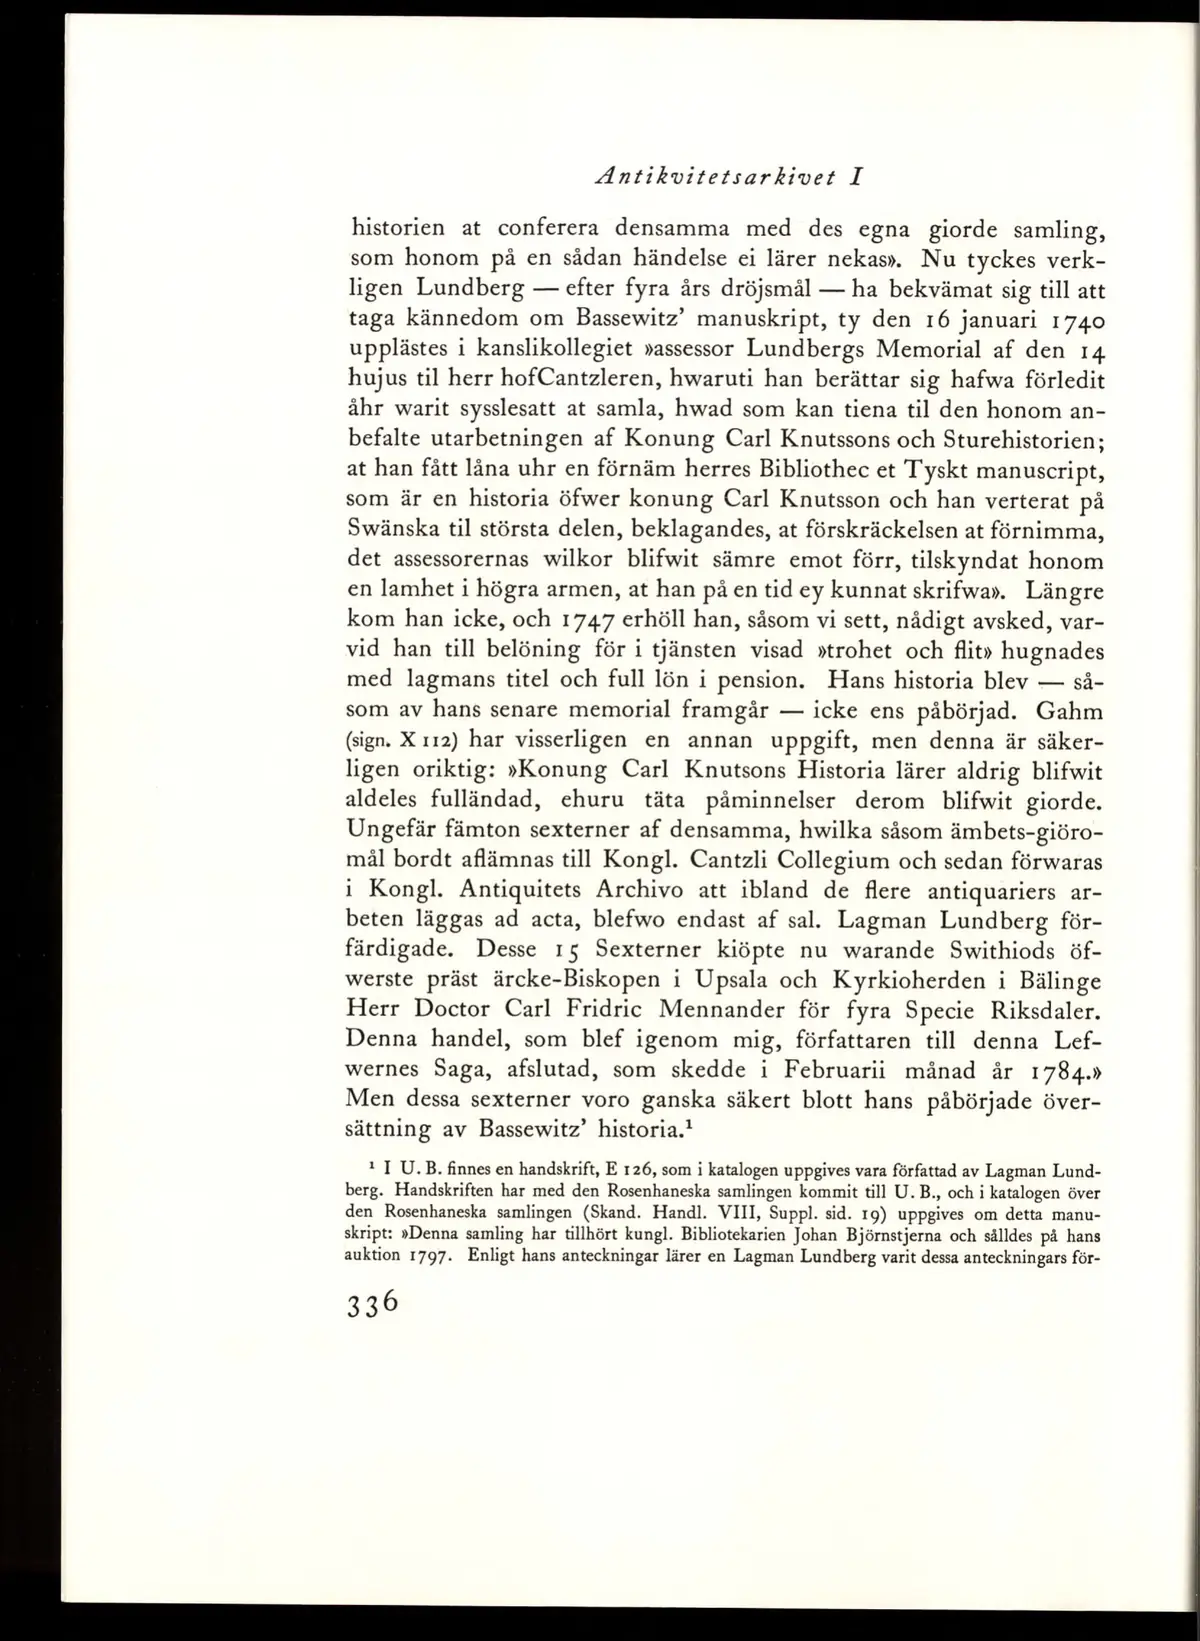 Antikvitetsarkivet I
historien at conferera densamma med des egna giorde samling,
som honom på en sådan händelse ei lärer nekas». Nu tyckes verk-
ligen Lundberg — efter fyra års dröjsmål — ha bekvämat sig till att
taga kännedom om Bassewitz’ manuskript, ty den 16 januari 1740
upplästes i kanslikollegiet »assessor Lundbergs Memorial af den 14
hujus til herr hofCantzleren, hwaruti han berättar sig hafwa förledit
åhr warit sysslesatt at samla, hwad som kan tiena til den honom an-
befalte utarbetningen af Konung Carl Knutssons och Sturehistorien;
at han fått låna uhr en förnäm herres Bibliothec et Tyskt manuscript,
som är en historia öfwer konung Carl Knutsson och han verterat på
Swänska til största delen, beklagandes, at förskräckelsen at förnimma,
det assessorernas wilkor blifwit sämre emot förr, tilskyndat honom
en lamhet i högra armen, at han på en tid ey kunnat skrifwa». Längre
kom han icke, och 1747 erhöll han, såsom vi sett, nådigt avsked, var-
vid han till belöning för i tjänsten visad »trohet och flit» hugnades
med lagmans titel och full lön i pension. Hans historia blev — så-
som av hans senare memorial framgår — icke ens påbörjad. Gahm
(sign. X 112) har visserligen en annan uppgift, men denna är säker-
ligen oriktig: »Konung Carl Knutsons Historia lärer aldrig blifwit
aldeles fulländad, ehuru täta påminnelser derom blifwit giorde.
Ungefär fämton sexterner af densamma, hwilka såsom ämbets-giöro-
mål bordt aflämnas till Kongl. Cantzli Collegium och sedan förwaras
i Kongl. Antiquitets Archivo att ibland de flere antiquariers ar-
beten läggas ad acta, blefwo endast af sal. Lagman Lundberg för-
färdigade. Desse 15 Sexterner kiöpte nu warande Swithiods öf-
werste präst ärcke-Biskopen i Upsala och Kyrkioherden i Bälinge
Herr Doctor Carl Fridric Mennander för fyra Specie Riksdaler.
Denna handel, som blef igenom mig, författaren till denna Lef-
wernes Saga, afslutad, som skedde i Februarii månad år 1784.»
Men dessa sexterner voro ganska säkert blott hans påbörjade över-
sättning av Bassewitz’ historia.¹
¹ I U. B. finnes en handskrift, E 126, som i katalogen uppgives vara författad av Lagman Lund-
berg. Handskriften har med den Rosenhaneska samlingen kommit till U. B., och i katalogen över
den Rosenhaneska samlingen (Skand. Handl. VIII, Suppl. sid. 19) uppgives om detta manu-
skript: »Denna samling har tillhört kungl. Bibliotekarien Johan Björnstjerna och sålldes på hans
auktion 1797. Enligt hans anteckningar lärer en Lagman Lundberg varit dessa anteckningars för-
336